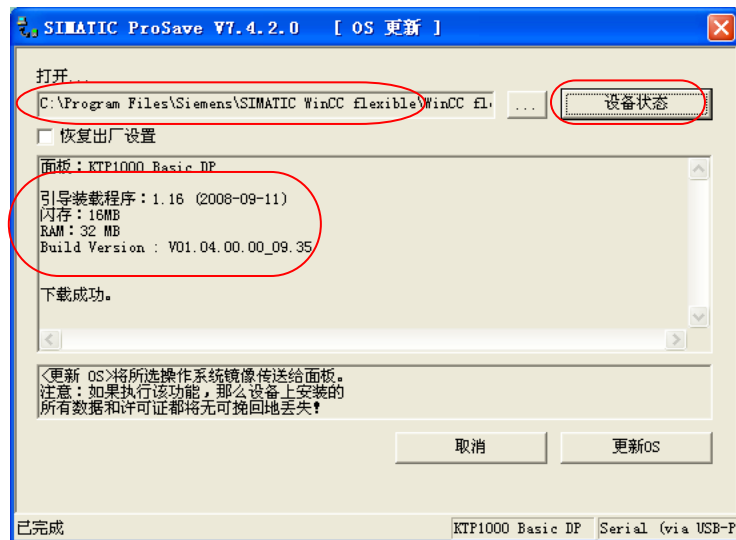 SIMATIC ProSave V7.4.2.0 [ OS 更新 ]
打开...
C:\Program Files\Siemens\SIMATIC WinCC flexible\WinCC fl
...
设备状态
恢复出厂设置
面板：KTP1000 Basic DP
引导装载程序：1.16 (2008-09-11)
闪存：16MB
RAM：32 MB
Build Version : V01.04.00.00_09.35
下载成功。
<更新 OS>将所选操作系统镜像传送给面板。
注意：如果执行该功能，那么设备上安装的
所有数据和许可证都将无可挽回地丢失！
取消 更新OS
已完成 KTP1000 Basic DP Serial (via USB-P